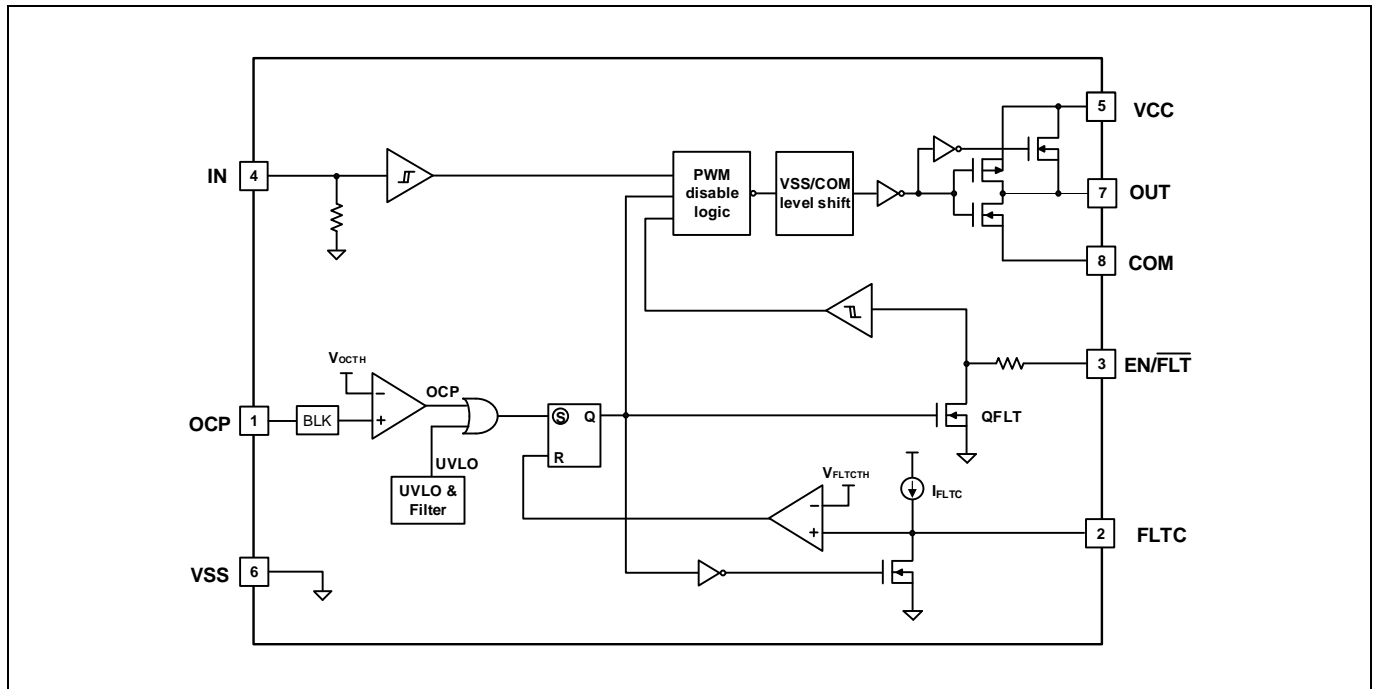 5
VCC
IN
4
PWM
disable
logic
VSS/COM
level shift
7
OUT
8
COM
VOCTH
OCP
3
EN/FLT
OCP
1
BLK
−
+
S
Q
R
QFLT
UVLO
UVLO &
Filter
VFLTCTH
IFLTC
−
+
2
FLTC
VSS
6